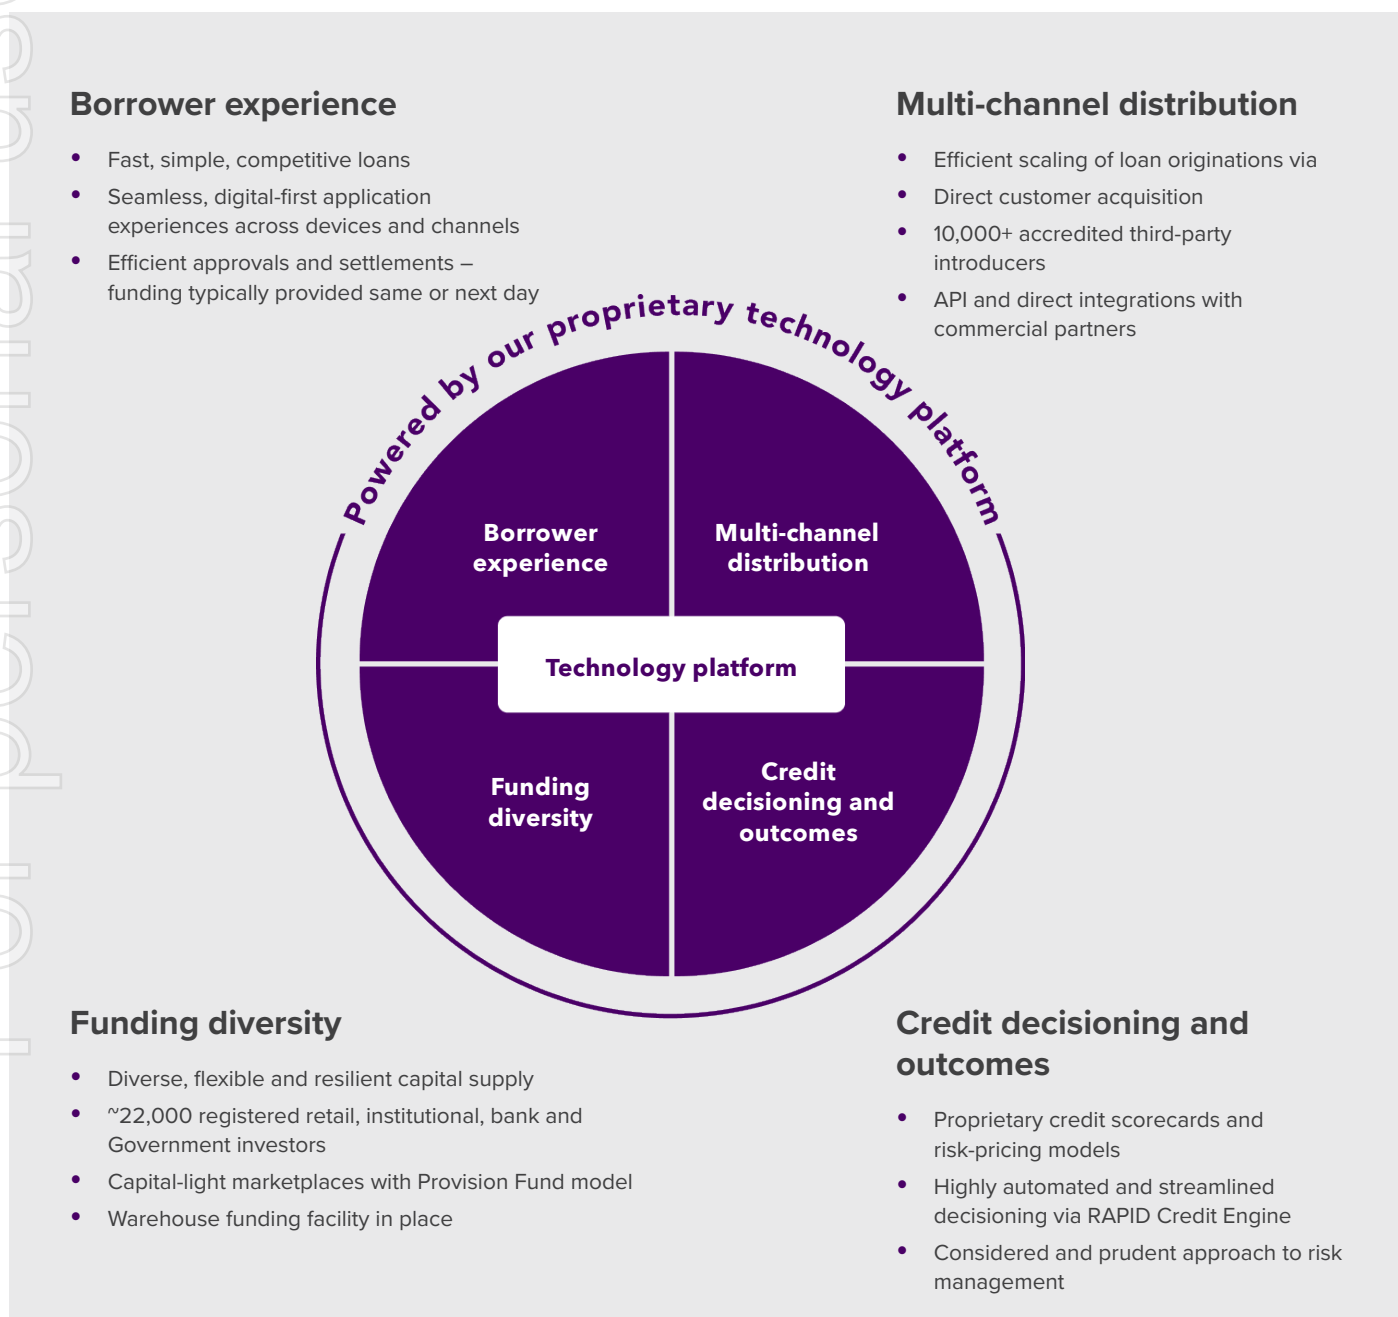 Borrower experience
• Fast, simple, competitive loans
• Seamless, digital-first application
experiences across devices and channels
• Efficient approvals and settlements –
funding typically provided same or next day
Multi-channel distribution
• Efficient scaling of loan originations via
• Direct customer acquisition
• 10,000+ accredited third-party
introducers
• API and direct integrations with
commercial partners
Powered by our proprietary technology platform
Borrower
experience
Multi-channel
distribution
Technology platform
Funding
diversity
Credit
decisioning and
outcomes
Funding diversity
• Diverse, flexible and resilient capital supply
• ~22,000 registered retail, institutional, bank and
Government investors
• Capital-light marketplaces with Provision Fund model
• Warehouse funding facility in place
Credit decisioning and
outcomes
• Proprietary credit scorecards and
risk-pricing models
• Highly automated and streamlined
decisioning via RAPID Credit Engine
• Considered and prudent approach to risk
management
For personal us